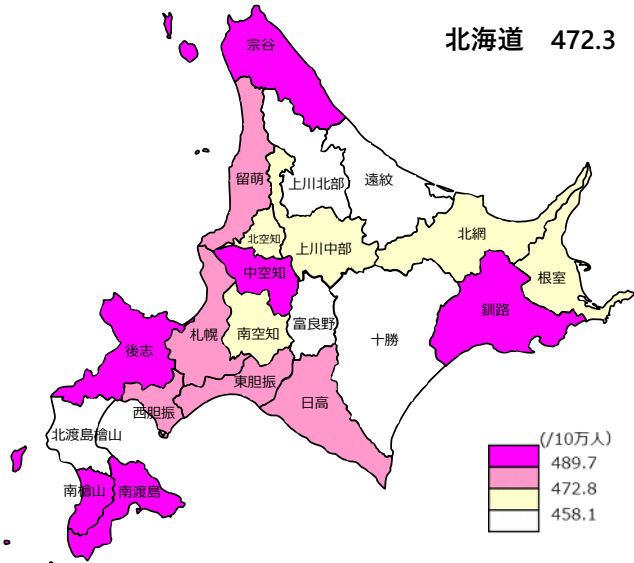 北海道　472.3
宗谷
留萌
上川北部
遠紋
北空知
上川中部
北網
中空知
根室
釧路
後志
札幌
南空知
富良野
十勝
東胆振
西胆振
日高
北渡島檜山
南檜山
南渡島
(/10万人)
489.7
472.8
458.1